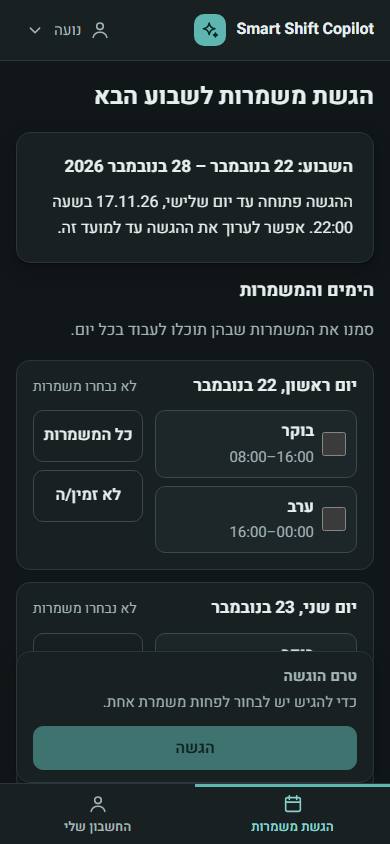 Smart Shift Copilot
נועה
הגשת משמרות לשבוע הבא
השבוע: 22 בנובמבר – 28 בנובמבר 2026
ההגשה פתוחה עד יום שלישי, 17.11.26 בשעה
22:00. אפשר לערוך את ההגשה עד למועד זה.
הימים והמשמרות
סמנו את המשמרות שבהן תוכלו לעבוד בכל יום.
יום ראשון, 22 בנובמבר
לא נבחרו משמרות
בוקר
08:00–16:00
ערב
16:00–00:00
כל המשמרות
לא זמין/ה
יום שני, 23 בנובמבר
לא נבחרו משמרות
טרם הוגשה
כדי להגיש יש לבחור לפחות משמרת אחת.
הגשה
הגשת משמרות
החשבון שלי